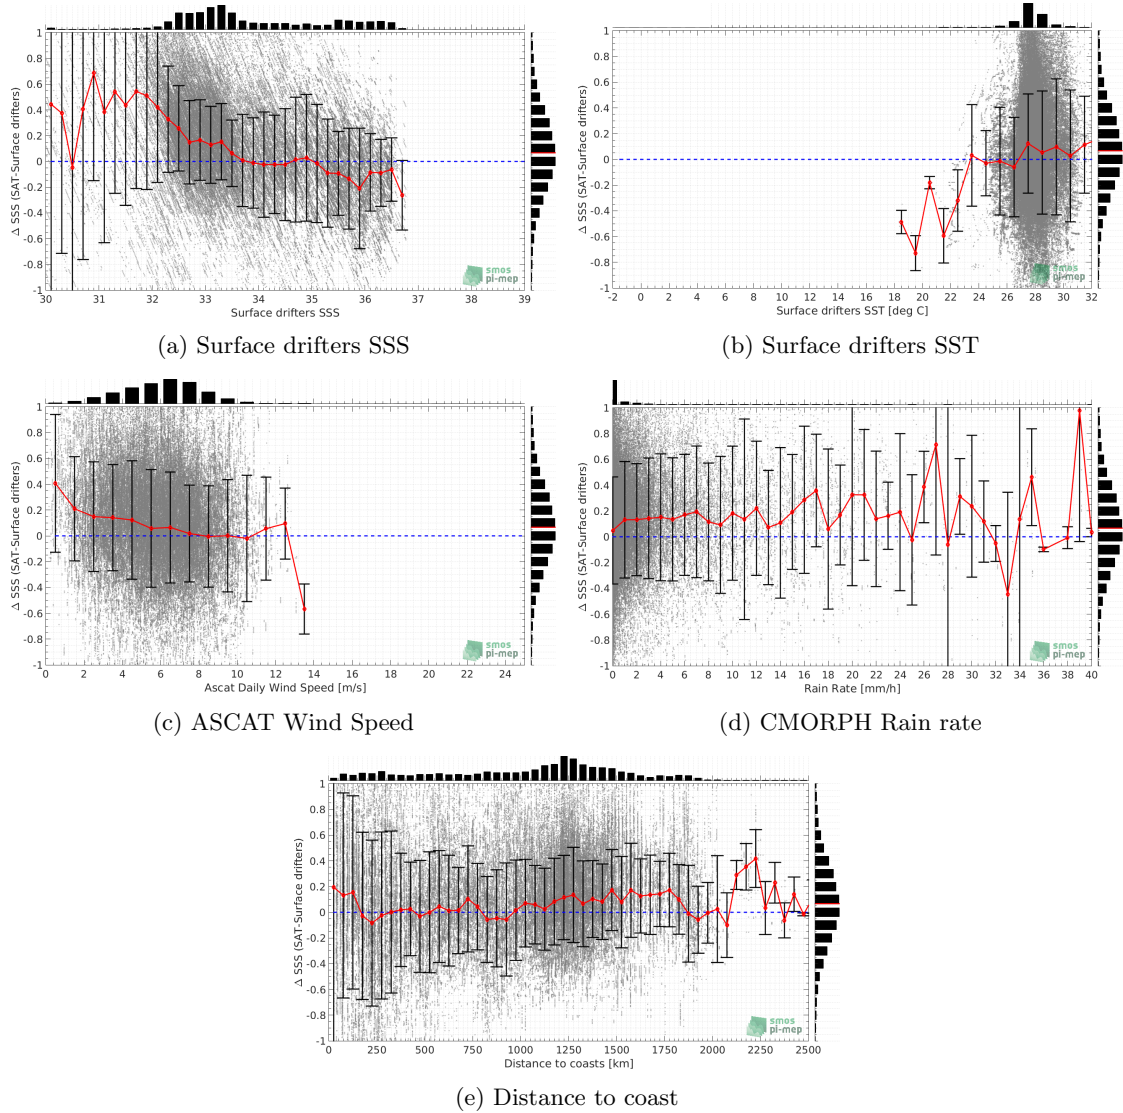 1
0.8
0.6
0.4
0.2
0
-0.2
-0.4
-0.6
-0.8
-1
Δ SSS (SAT-Surface drifters)
30 31 32 33 34 35 36 37 38 39
Surface drifters SSS
smos
pi-mep
(a) Surface drifters SSS
1
0.8
0.6
0.4
0.2
0
-0.2
-0.4
-0.6
-0.8
-1
Δ SSS (SAT-Surface drifters)
-2 0 2 4 6 8 10 12 14 16 18 20 22 24 26 28 30 32
Surface drifters SST [deg C]
smos
pi-mep
(b) Surface drifters SST
1
0.8
0.6
0.4
0.2
0
-0.2
-0.4
-0.6
-0.8
-1
Δ SSS (SAT-Surface drifters)
0 2 4 6 8 10 12 14 16 18 20 22 24
Ascat Daily Wind Speed [m/s]
smos
pi-mep
(c) ASCAT Wind Speed
1
0.8
0.6
0.4
0.2
0
-0.2
-0.4
-0.6
-0.8
-1
Δ SSS (SAT-Surface drifters)
0 2 4 6 8 10 12 14 16 18 20 22 24 26 28 30 32 34 36 38 40
Rain Rate [mm/h]
smos
pi-mep
(d) CMORPH Rain rate
1
0.8
0.6
0.4
0.2
0
-0.2
-0.4
-0.6
-0.8
-1
Δ SSS (SAT-Surface drifters)
0 250 500 750 1000 1250 1500 1750 2000 2250 2500
Distance to coasts [km]
smos
pi-mep
(e) Distance to coast